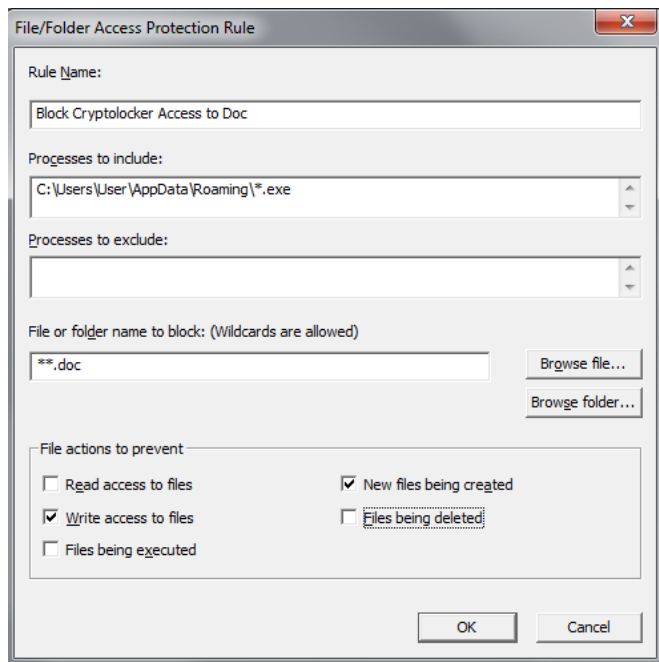 File/Folder Access Protection Rule
Rule Name:
Block Cryptolocker Access to Doc
Processes to include:
C:\Users\User\AppData\Roaming\*.exe
Processes to exclude:
File or folder name to block: (Wildcards are allowed)
**.doc
Browse file...
Browse folder...
File actions to prevent
Read access to files
New files being created
Write access to files
Files being deleted
Files being executed
OK
Cancel